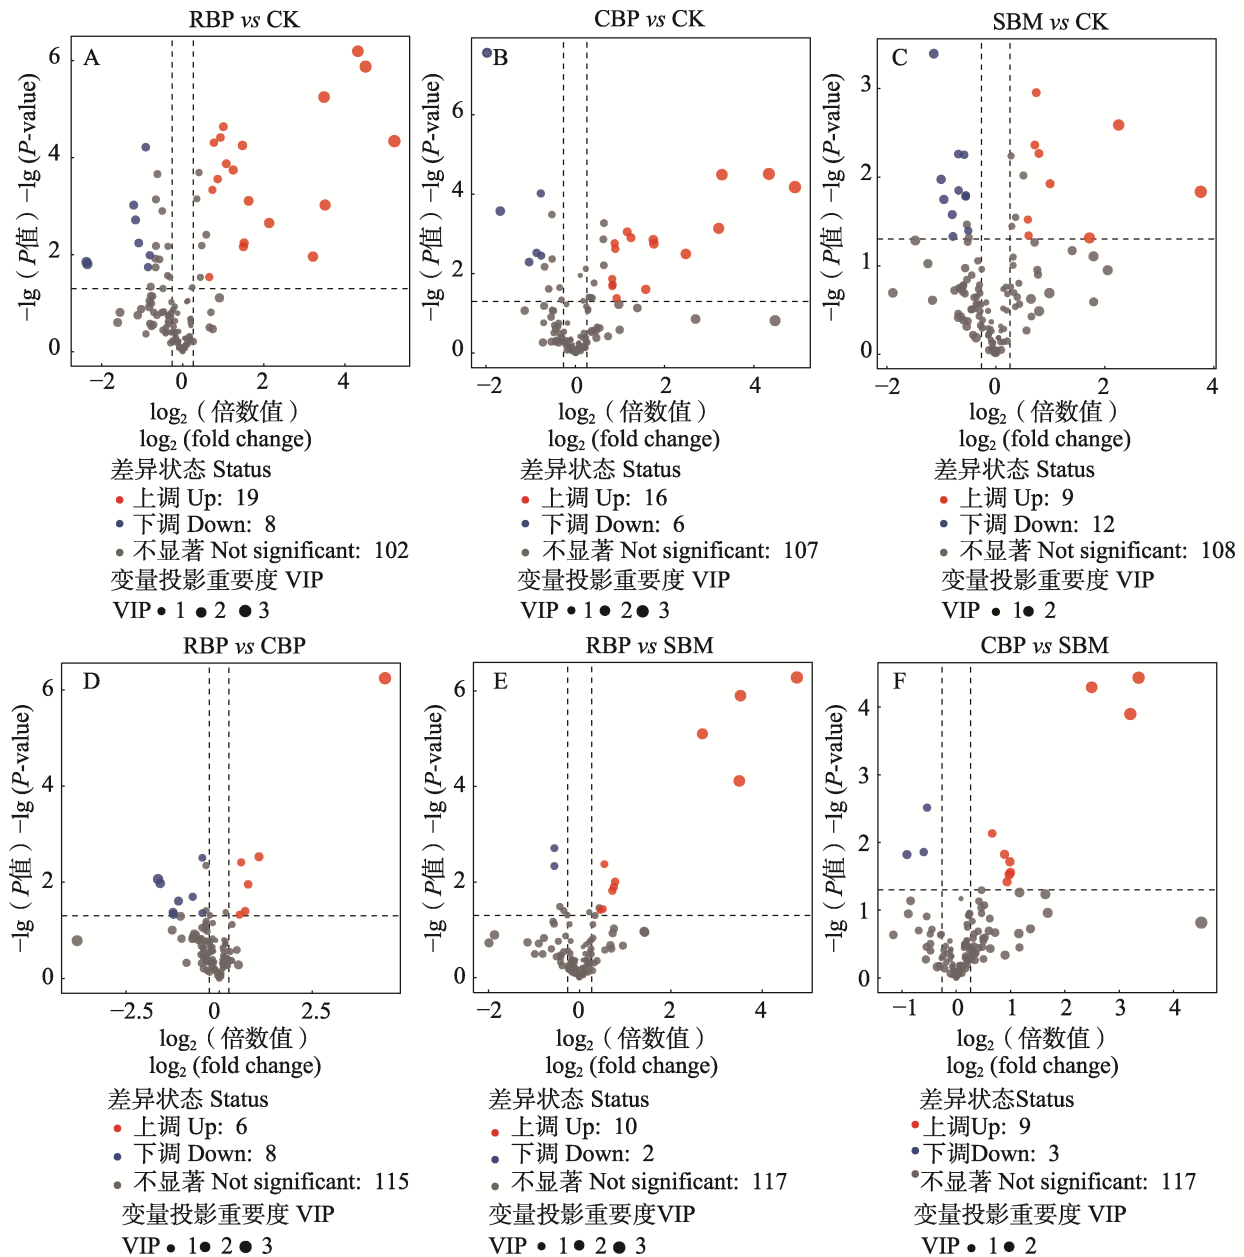 RBP vs CK
A
−lg（P值）−lg (P-value)
6
4
2
0
−2 0 2 4
log₂（倍数值）
log₂ (fold change)
差异状态 Status
上调 Up: 19
下调 Down: 8
不显著 Not significant: 102
变量投影重要度 VIP
VIP 1 2 3
CBP vs CK
B
−lg（P值）−lg (P-value)
6
4
2
0
−2 0 2 4
log₂（倍数值）
log₂ (fold change)
差异状态 Status
上调 Up: 16
下调 Down: 6
不显著 Not significant: 107
变量投影重要度 VIP
VIP 1 2 3
SBM vs CK
C
−lg（P值）−lg (P-value)
3
2
1
0
−2 0 2 4
log₂（倍数值）
log₂ (fold change)
差异状态 Status
上调 Up: 9
下调 Down: 12
不显著 Not significant: 108
变量投影重要度 VIP
VIP 1 2
RBP vs CBP
D
−lg（P值）−lg (P-value)
6
4
2
0
−2.5 0 2.5
log₂（倍数值）
log₂ (fold change)
差异状态 Status
上调 Up: 6
下调 Down: 8
不显著 Not significant: 115
变量投影重要度 VIP
VIP 1 2 3
RBP vs SBM
E
−lg（P值）−lg (P-value)
6
4
2
0
−2 0 2 4
log₂（倍数值）
log₂ (fold change)
差异状态 Status
上调 Up: 10
下调 Down: 2
不显著 Not significant: 117
变量投影重要度VIP
VIP 1 2 3
CBP vs SBM
F
−lg（P值）−lg (P-value)
4
3
2
1
0
−1 0 1 2 3 4
log₂（倍数值）
log₂ (fold change)
差异状态Status
上调Up: 9
下调Down: 3
不显著 Not significant: 117
变量投影重要度 VIP
VIP 1 2